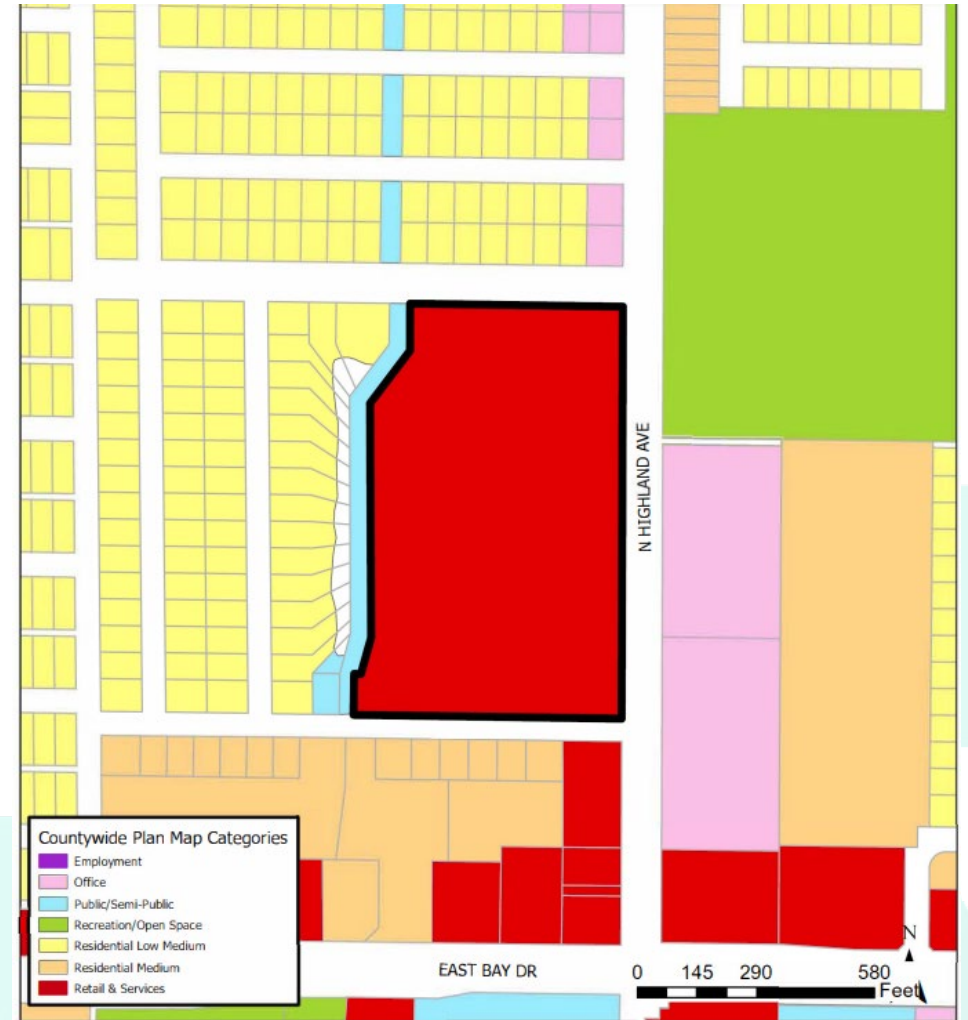 N HIGHLAND AVE
Countywide Plan Map Categories
Employment
Office
Public/Semi-Public
Recreation/Open Space
Residential Low Medium
Residential Medium
Retail & Services
EAST BAY DR
N
0 145 290 580
Feet